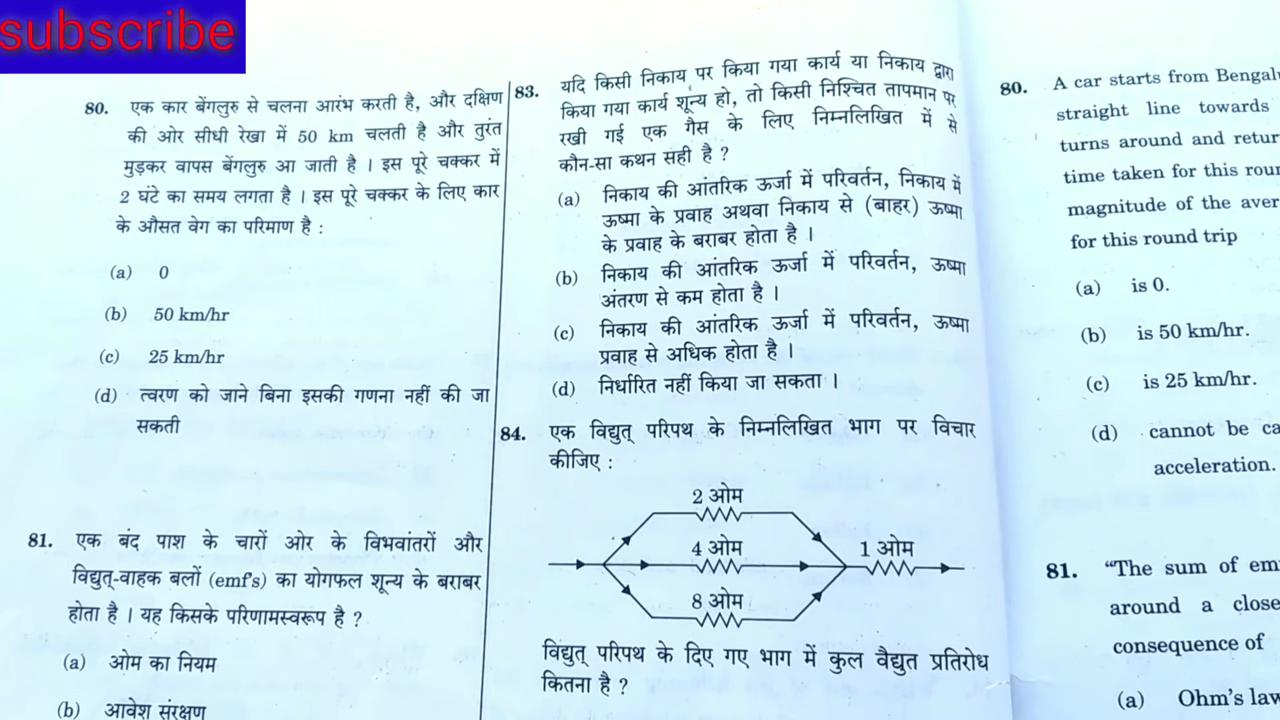 subscribe
80. एक कार बेंगलुरु से चलना आरंभ करती है, और दक्षिण
की ओर सीधी रेखा में 50 km चलती है और तुरंत
मुड़कर वापस बेंगलुरु आ जाती है । इस पूरे चक्कर में
2 घंटे का समय लगता है । इस पूरे चक्कर के लिए कार
के औसत वेग का परिमाण है :
(a) 0
(b) 50 km/hr
(c) 25 km/hr
(d) त्वरण को जाने बिना इसकी गणना नहीं की जा
सकती
81. एक बंद पाश के चारों ओर के विभवांतरों और
विद्युत्-वाहक बलों (emf's) का योगफल शून्य के बराबर
होता है । यह किसके परिणामस्वरूप है ?
(a) ओम का नियम
(b) आवेश संरक्षण
83. यदि किसी निकाय पर किया गया कार्य या निकाय द्वारा
किया गया कार्य शून्य हो, तो किसी निश्चित तापमान पर
रखी गई एक गैस के लिए निम्नलिखित में से
कौन-सा कथन सही है ?
(a) निकाय की आंतरिक ऊर्जा में परिवर्तन, निकाय में
ऊष्मा के प्रवाह अथवा निकाय से (बाहर) ऊष्मा
के प्रवाह के बराबर होता है ।
(b) निकाय की आंतरिक ऊर्जा में परिवर्तन, ऊष्मा
अंतरण से कम होता है ।
(c) निकाय की आंतरिक ऊर्जा में परिवर्तन, ऊष्मा
प्रवाह से अधिक होता है ।
(d) निर्धारित नहीं किया जा सकता ।
84. एक विद्युत् परिपथ के निम्नलिखित भाग पर विचार
कीजिए :
2 ओम
4 ओम
1 ओम
8 ओम
विद्युत् परिपथ के दिए गए भाग में कुल वैद्युत प्रतिरोध
कितना है ?
80. A car starts from Bengalu
straight line towards
turns around and retur
time taken for this rour
magnitude of the aver
for this round trip
(a) is 0.
(b) is 50 km/hr.
(c) is 25 km/hr.
(d) cannot be ca
acceleration.
81. "The sum of em
around a close
consequence of
(a) Ohm's law